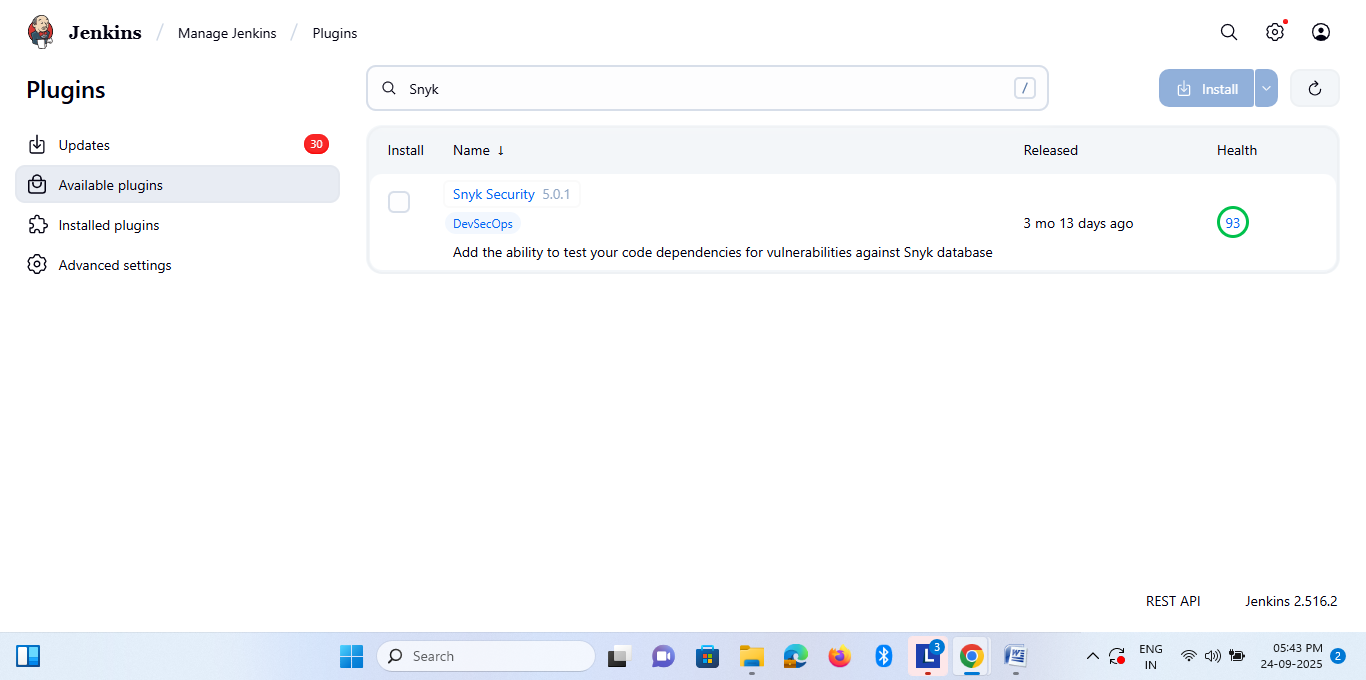 Jenkins / Manage Jenkins / Plugins
Plugins
Snyk /
Install
Updates 30
Available plugins
Installed plugins
Advanced settings
Install Name ↓ Released Health
Snyk Security 5.0.1
DevSecOps
3 mo 13 days ago 93
Add the ability to test your code dependencies for vulnerabilities against Snyk database
REST API Jenkins 2.516.2
Search
L 3
W
ENG
IN
05:43 PM
24-09-2025
2